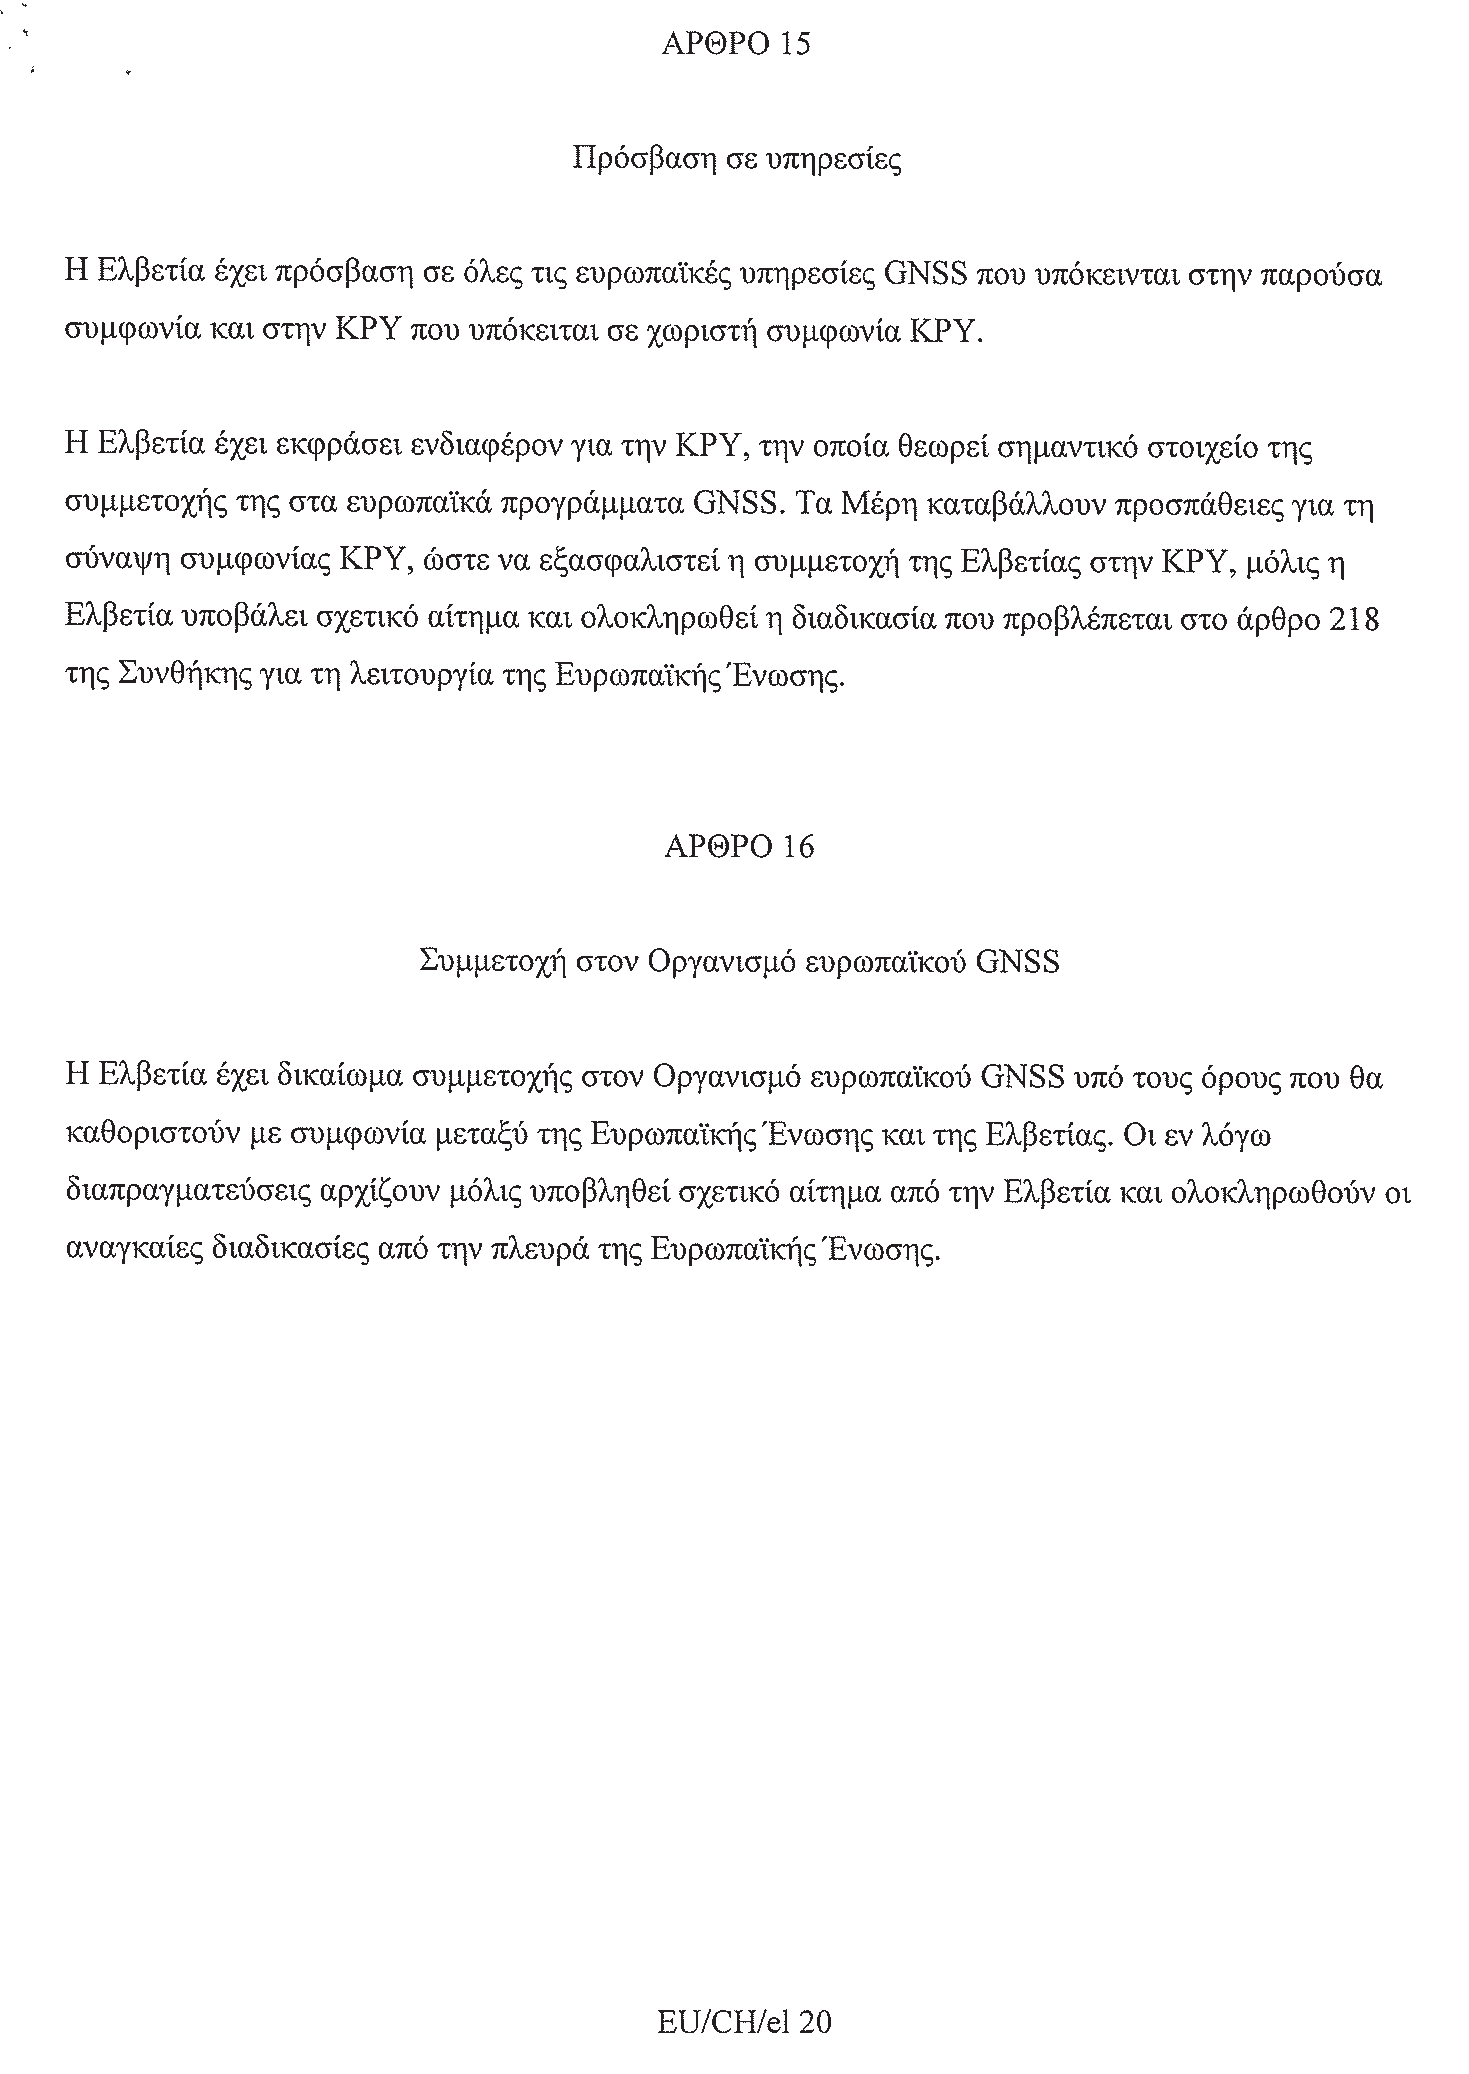 ΑΡΘΡΟ 15
Πρόσβαση σε υπηρεσίες
Η Ελβετία έχει πρόσβαση σε όλες τις ευρωπαϊκές υπηρεσίες GNSS που υπόκεινται στην παρούσα
συμφωνία και στην ΚΡΥ που υπόκειται σε χωριστή συμφωνία ΚΡΥ.
Η Ελβετία έχει εκφράσει ενδιαφέρον για την ΚΡΥ, την οποία θεωρεί σημαντικό στοιχείο της
συμμετοχής της στα ευρωπαϊκά προγράμματα GNSS. Τα Μέρη καταβάλλουν προσπάθειες για τη
σύναψη συμφωνίας ΚΡΥ, ώστε να εξασφαλιστεί η συμμετοχή της Ελβετίας στην ΚΡΥ, μόλις η
Ελβετία υποβάλει σχετικό αίτημα και ολοκληρωθεί η διαδικασία που προβλέπεται στο άρθρο 218
της Συνθήκης για τη λειτουργία της Ευρωπαϊκής Ένωσης.
ΑΡΘΡΟ 16
Συμμετοχή στον Οργανισμό ευρωπαϊκού GNSS
Η Ελβετία έχει δικαίωμα συμμετοχής στον Οργανισμό ευρωπαϊκού GNSS υπό τους όρους που θα
καθοριστούν με συμφωνία μεταξύ της Ευρωπαϊκής Ένωσης και της Ελβετίας. Οι εν λόγω
διαπραγματεύσεις αρχίζουν μόλις υποβληθεί σχετικό αίτημα από την Ελβετία και ολοκληρωθούν οι
αναγκαίες διαδικασίες από την πλευρά της Ευρωπαϊκής Ένωσης.
EU/CH/el 20